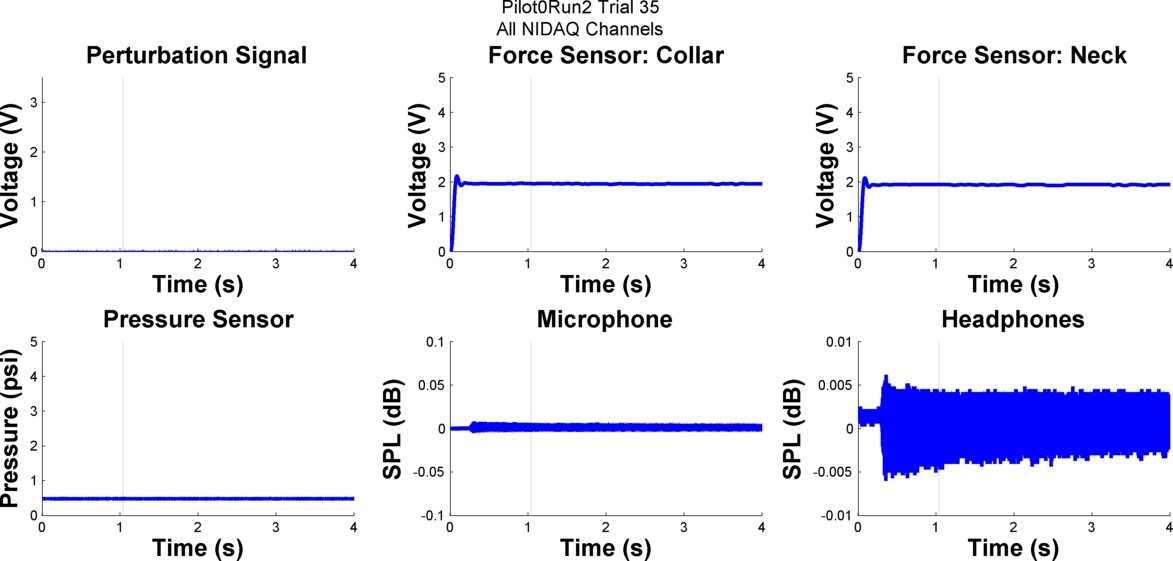 Pilot0Run2 Trial 35
All NIDAQ Channels
Perturbation Signal
Voltage (V)
3
2
1
0
0 1 2 3 4
Time (s)
Force Sensor: Collar
Voltage (V)
5
4
3
2
1
0
0 1 2 3 4
Time (s)
Force Sensor: Neck
Voltage (V)
5
4
3
2
1
0
0 1 2 3 4
Time (s)
Pressure Sensor
Pressure (psi)
5
4
3
2
1
0
0 1 2 3 4
Time (s)
Microphone
SPL (dB)
0.1
0.05
0
-0.05
-0.1
0 1 2 3 4
Time (s)
Headphones
SPL (dB)
0.01
0.005
0
-0.005
-0.01
0 1 2 3 4
Time (s)